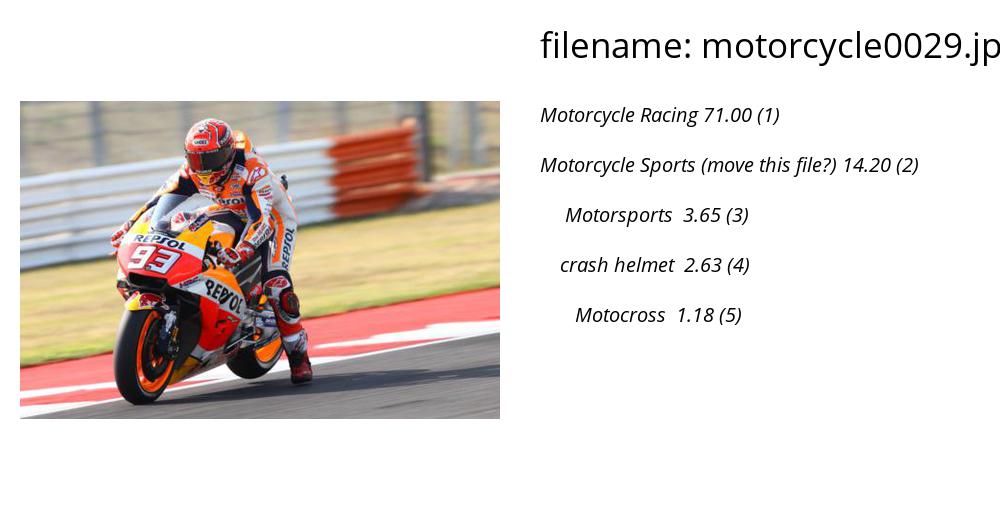 filename: motorcycle0029.jp
Motorcycle Racing 71.00 (1)
Motorcycle Sports (move this file?) 14.20 (2)
Motorsports 3.65 (3)
crash helmet 2.63 (4)
Motocross 1.18 (5)
REPSOL
93
REPSOL
REPSOL